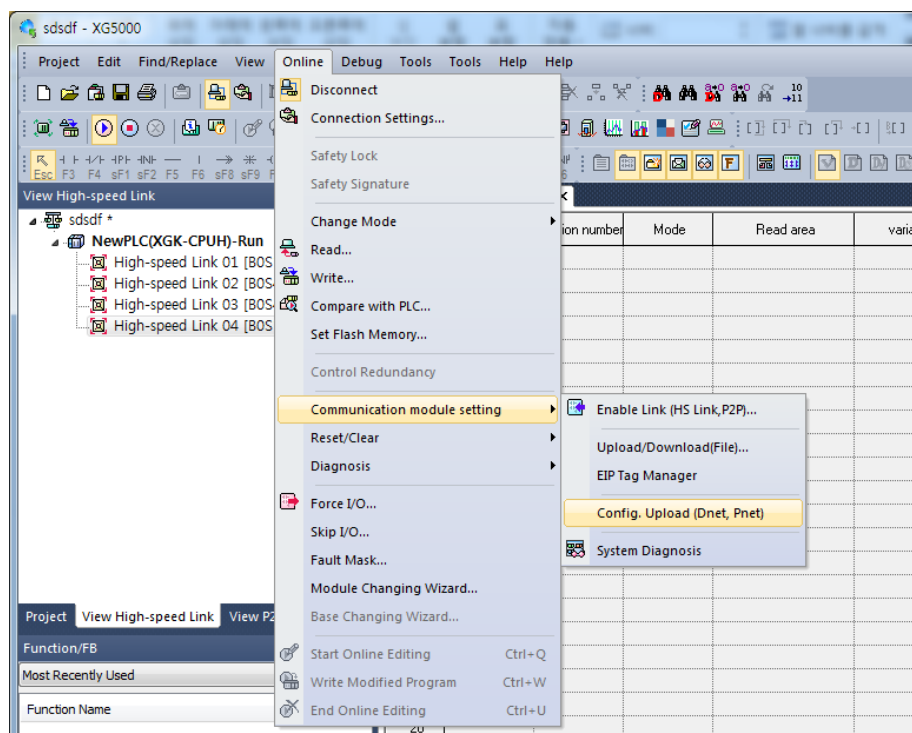 sdsdf - XG5000
Project Edit Find/Replace View Online Debug Tools Tools Help Help
Esc F3 F4 sF1 sF2 F5 F6 sF8 sF9
View High-speed Link
sdsdf *
NewPLC(XGK-CPUH)-Run
High-speed Link 01 [B0S
High-speed Link 02 [B0S
High-speed Link 03 [B0S
High-speed Link 04 [B0S
Project View High-speed Link View P2
Function/FB
Most Recently Used
Function Name
Disconnect
Connection Settings...
Safety Lock
Safety Signature
Change Mode
Read...
Write...
Compare with PLC...
Set Flash Memory...
Control Redundancy
Communication module setting
Reset/Clear
Diagnosis
Force I/O...
Skip I/O...
Fault Mask...
Module Changing Wizard...
Base Changing Wizard...
Start Online Editing Ctrl+Q
Write Modified Program Ctrl+W
End Online Editing Ctrl+U
Enable Link (HS Link,P2P)...
Upload/Download(File)...
EIP Tag Manager
Config. Upload (Dnet, Pnet)
System Diagnosis
ion number Mode Read area varia
20